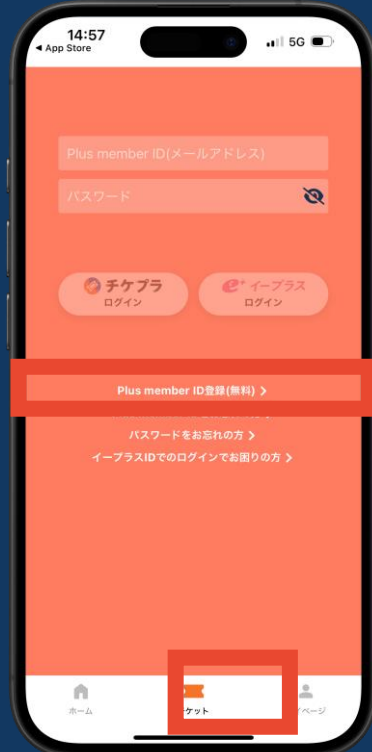 14:57
◀ App Store
5G
Plus member ID(メールアドレス)
パスワード
チケプラ
ログイン
e+ イープラス
ログイン
Plus member ID登録(無料) >
パスワードをお忘れの方 >
イープラスIDでのログインでお困りの方 >
ホーム
ケット
イページ